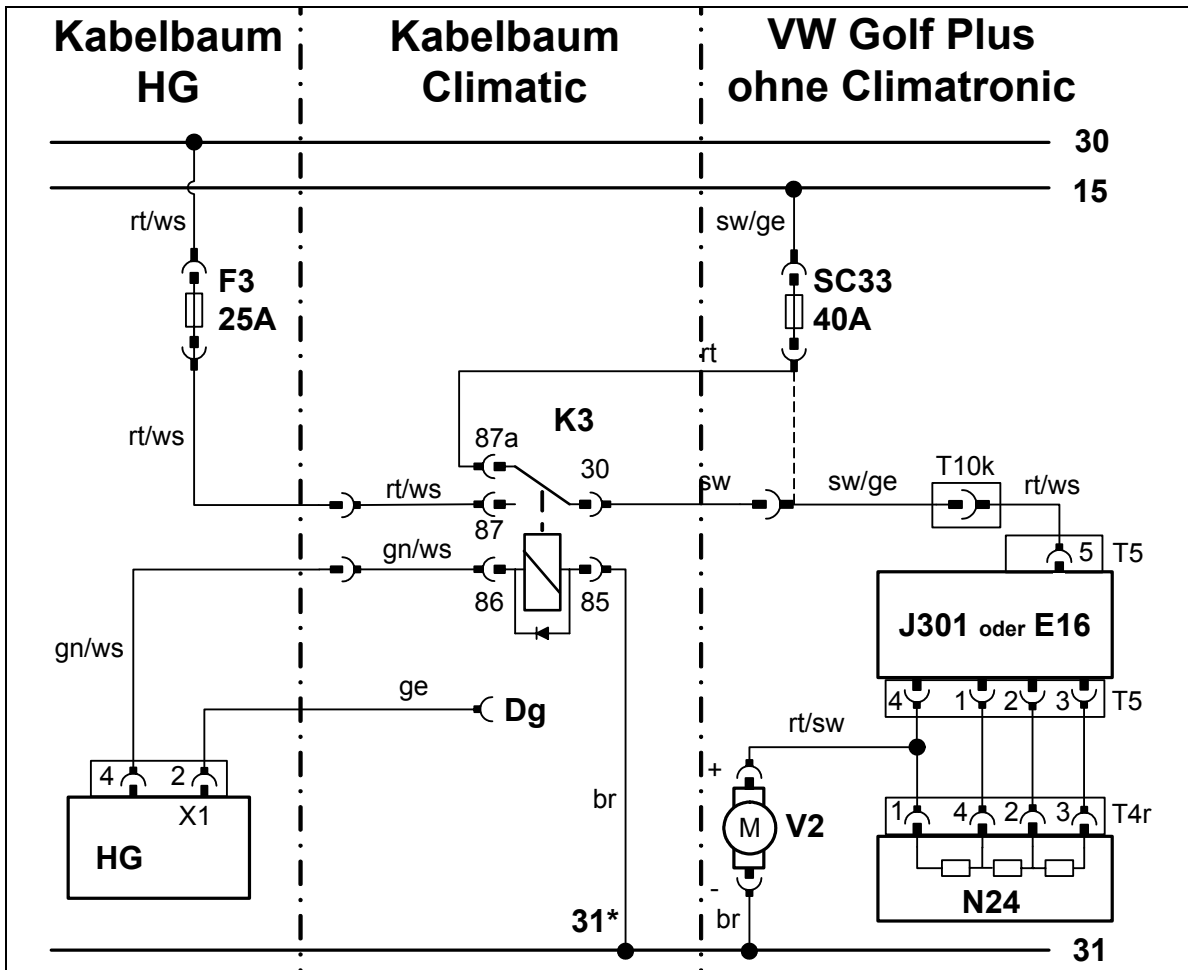 Kabelbaum HG
Kabelbaum Climatic
VW Golf Plus ohne Climatronic
30
15
rt/ws
sw/ge
F3
25A
SC33
40A
rt
K3
rt/ws
87a
30
rt/ws
87
sw
sw/ge
T10k
rt/ws
gn/ws
86
85
5
T5
J301 oder E16
gn/ws
ge
Dg
4
1
2
3
T5
rt/sw
4
2
X1
HG
br
+
M
V2
-
br
1
4
2
3
T4r
N24
31*
31